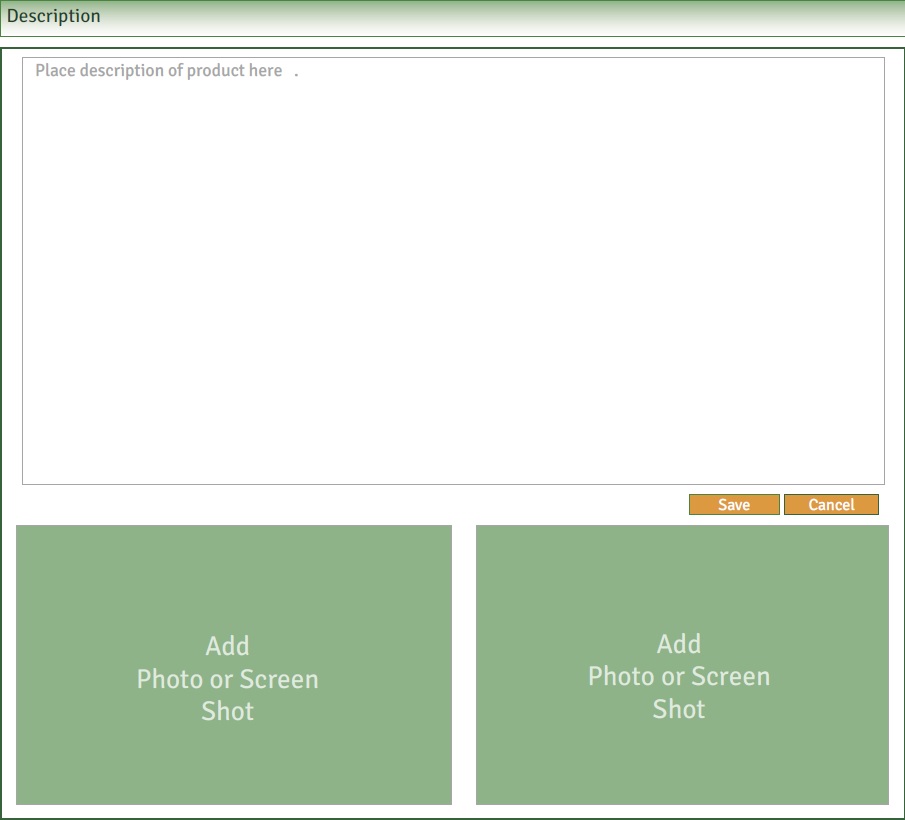 Description
Place description of product here .
Save Cancel
Add
Photo or Screen
Shot
Add
Photo or Screen
Shot